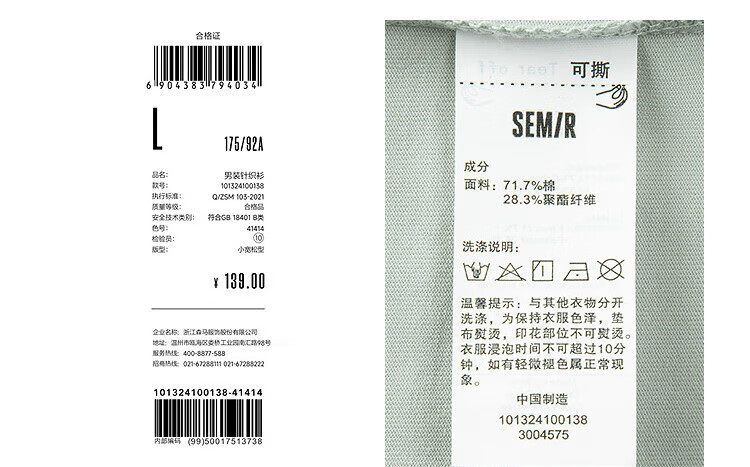 合格证
6 904383 794034
L
175/92A
品名： 男装针织衫
款号： 101324100138
执行标准： Q/ZSM 103-2021
质量等级： 合格品
安全技术类别： 符合GB 18401 B类
色号： 41414
检验员： 10
版型： 小宽松型
¥ 139.00
企业名称：浙江森马服饰股份有限公司
地址：温州市瓯海区娄桥工业园南汇路98号
服务热线：400-8877-588
招商热线：021-67288111 021-67288222
101324100138-41414
内部编码 (99)50017513738
可撕
SEM/R
成分
面料：71.7%棉
28.3%聚酯纤维
洗涤说明：
温馨提示：与其他衣物分开
洗涤，为保持衣服色泽，垫
布熨烫，印花部位不可熨烫。
衣服浸泡时间不可超过10分
钟，如有轻微褪色属正常现
象。
中国制造
101324100138
3004575